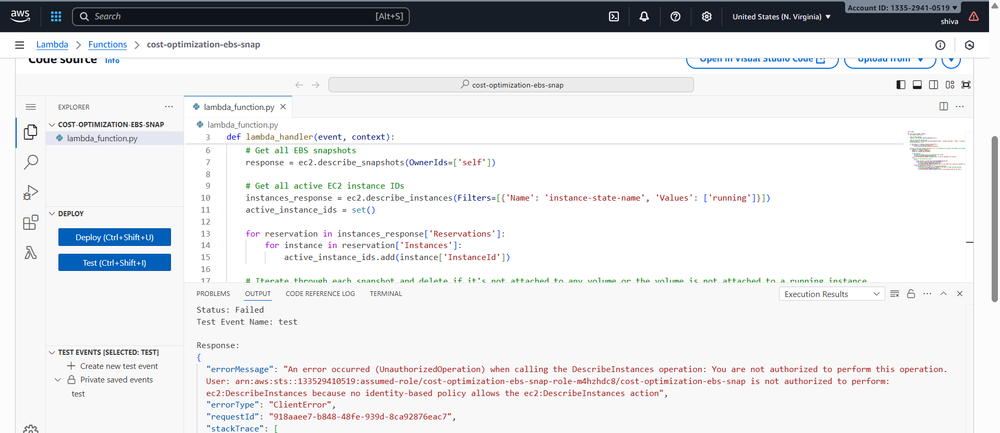 aws
Search
[Alt+S]
United States (N. Virginia) ▼
Account ID: 1335-2941-0519 ▼
shiva
Lambda > Functions > cost-optimization-ebs-snap
Code source Info
Open in Visual Studio Code
Upload from ▼
cost-optimization-ebs-snap
EXPLORER
COST-OPTIMIZATION-EBS-SNAP
lambda_function.py
DEPLOY
Deploy (Ctrl+Shift+U)
Test (Ctrl+Shift+I)
TEST EVENTS [SELECTED: TEST]
Create new test event
Private saved events
test
lambda_function.py
lambda_function.py
3 def lambda_handler(event, context):
6 # Get all EBS snapshots
7 response = ec2.describe_snapshots(OwnerIds=['self'])
8
9 # Get all active EC2 instance IDs
10 instances_response = ec2.describe_instances(Filters=[{'Name': 'instance-state-name', 'Values': ['running']}])
11 active_instance_ids = set()
12
13 for reservation in instances_response['Reservations']:
14 for instance in reservation['Instances']:
15 active_instance_ids.add(instance['InstanceId'])
16
17 # Iterate through each snapshot and delete if it's not attached to any volume or the volume is not attached to a running instance
PROBLEMS
OUTPUT
CODE REFERENCE LOG
TERMINAL
Execution Results
Status: Failed
Test Event Name: test
Response:
{
"errorMessage": "An error occurred (UnauthorizedOperation) when calling the DescribeInstances operation: You are not authorized to perform this operation.
User: arn:aws:sts::133529410519:assumed-role/cost-optimization-ebs-snap-role-m4hzhdc8/cost-optimization-ebs-snap is not authorized to perform:
ec2:DescribeInstances because no identity-based policy allows the ec2:DescribeInstances action",
"errorType": "ClientError",
"requestId": "918aaee7-b848-48fe-939d-8ca92876eac7",
"stackTrace": [